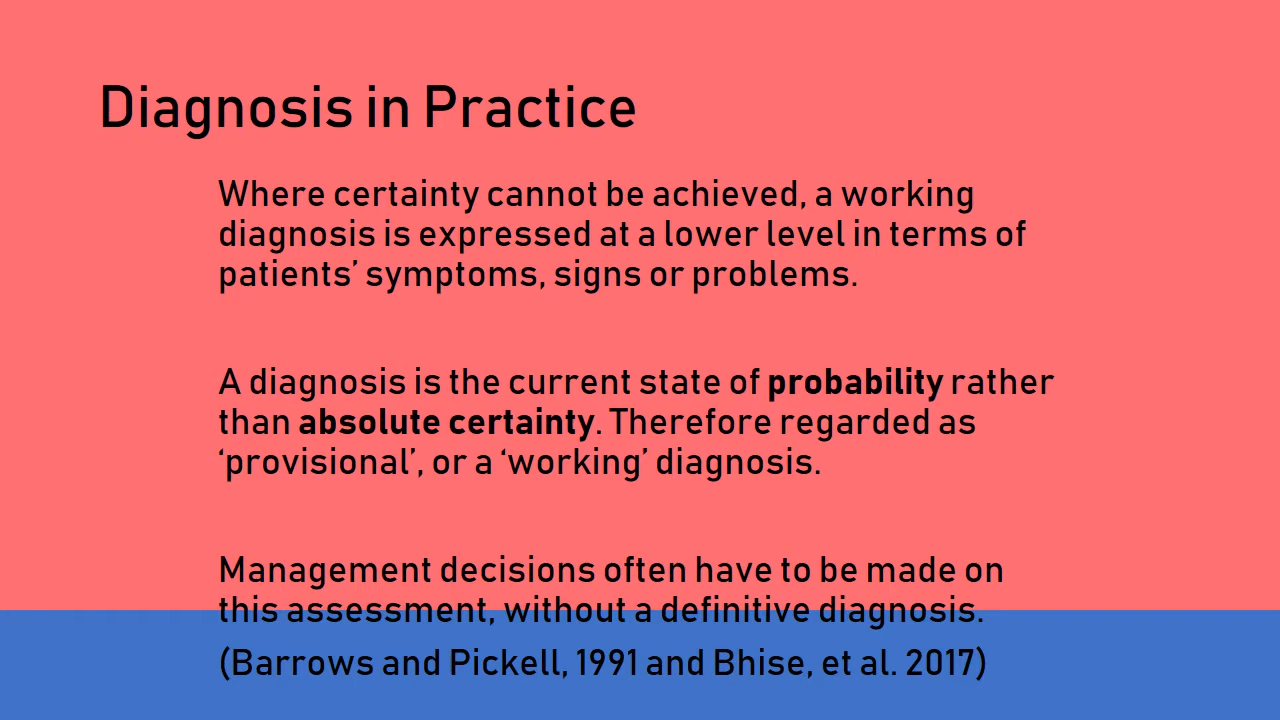 Diagnosis in Practice
Where certainty cannot be achieved, a working
diagnosis is expressed at a lower level in terms of
patients’ symptoms, signs or problems.
A diagnosis is the current state of probability rather
than absolute certainty. Therefore regarded as
‘provisional’, or a ‘working’ diagnosis.
Management decisions often have to be made on
this assessment, without a definitive diagnosis.
(Barrows and Pickell, 1991 and Bhise, et al. 2017)